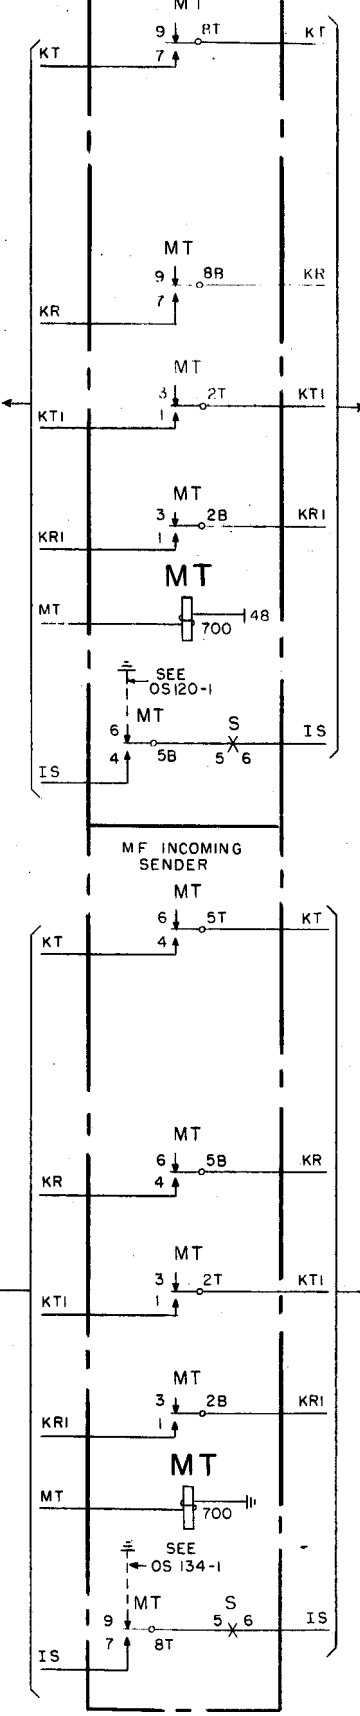 MT
9 8T KT
KT 7
MT
9 8B KR
7
KR
MT
3 2T KT1
1
KT1
MT
3 2B KR1
1
KR1
MT
MT 48
700
SEE
OS120-1
MT S
6 IS
4 5B 5 6
IS
MF INCOMING
SENDER
MT
6 5T KT
KT 4
MT
6 5B KR
KR 4
MT
3 2T KT1
KT1 1
MT
3 2B KR1
KR1 1
MT
MT
700
SEE
OS 134-1
MT S
9 5 6 IS
7 8T
IS